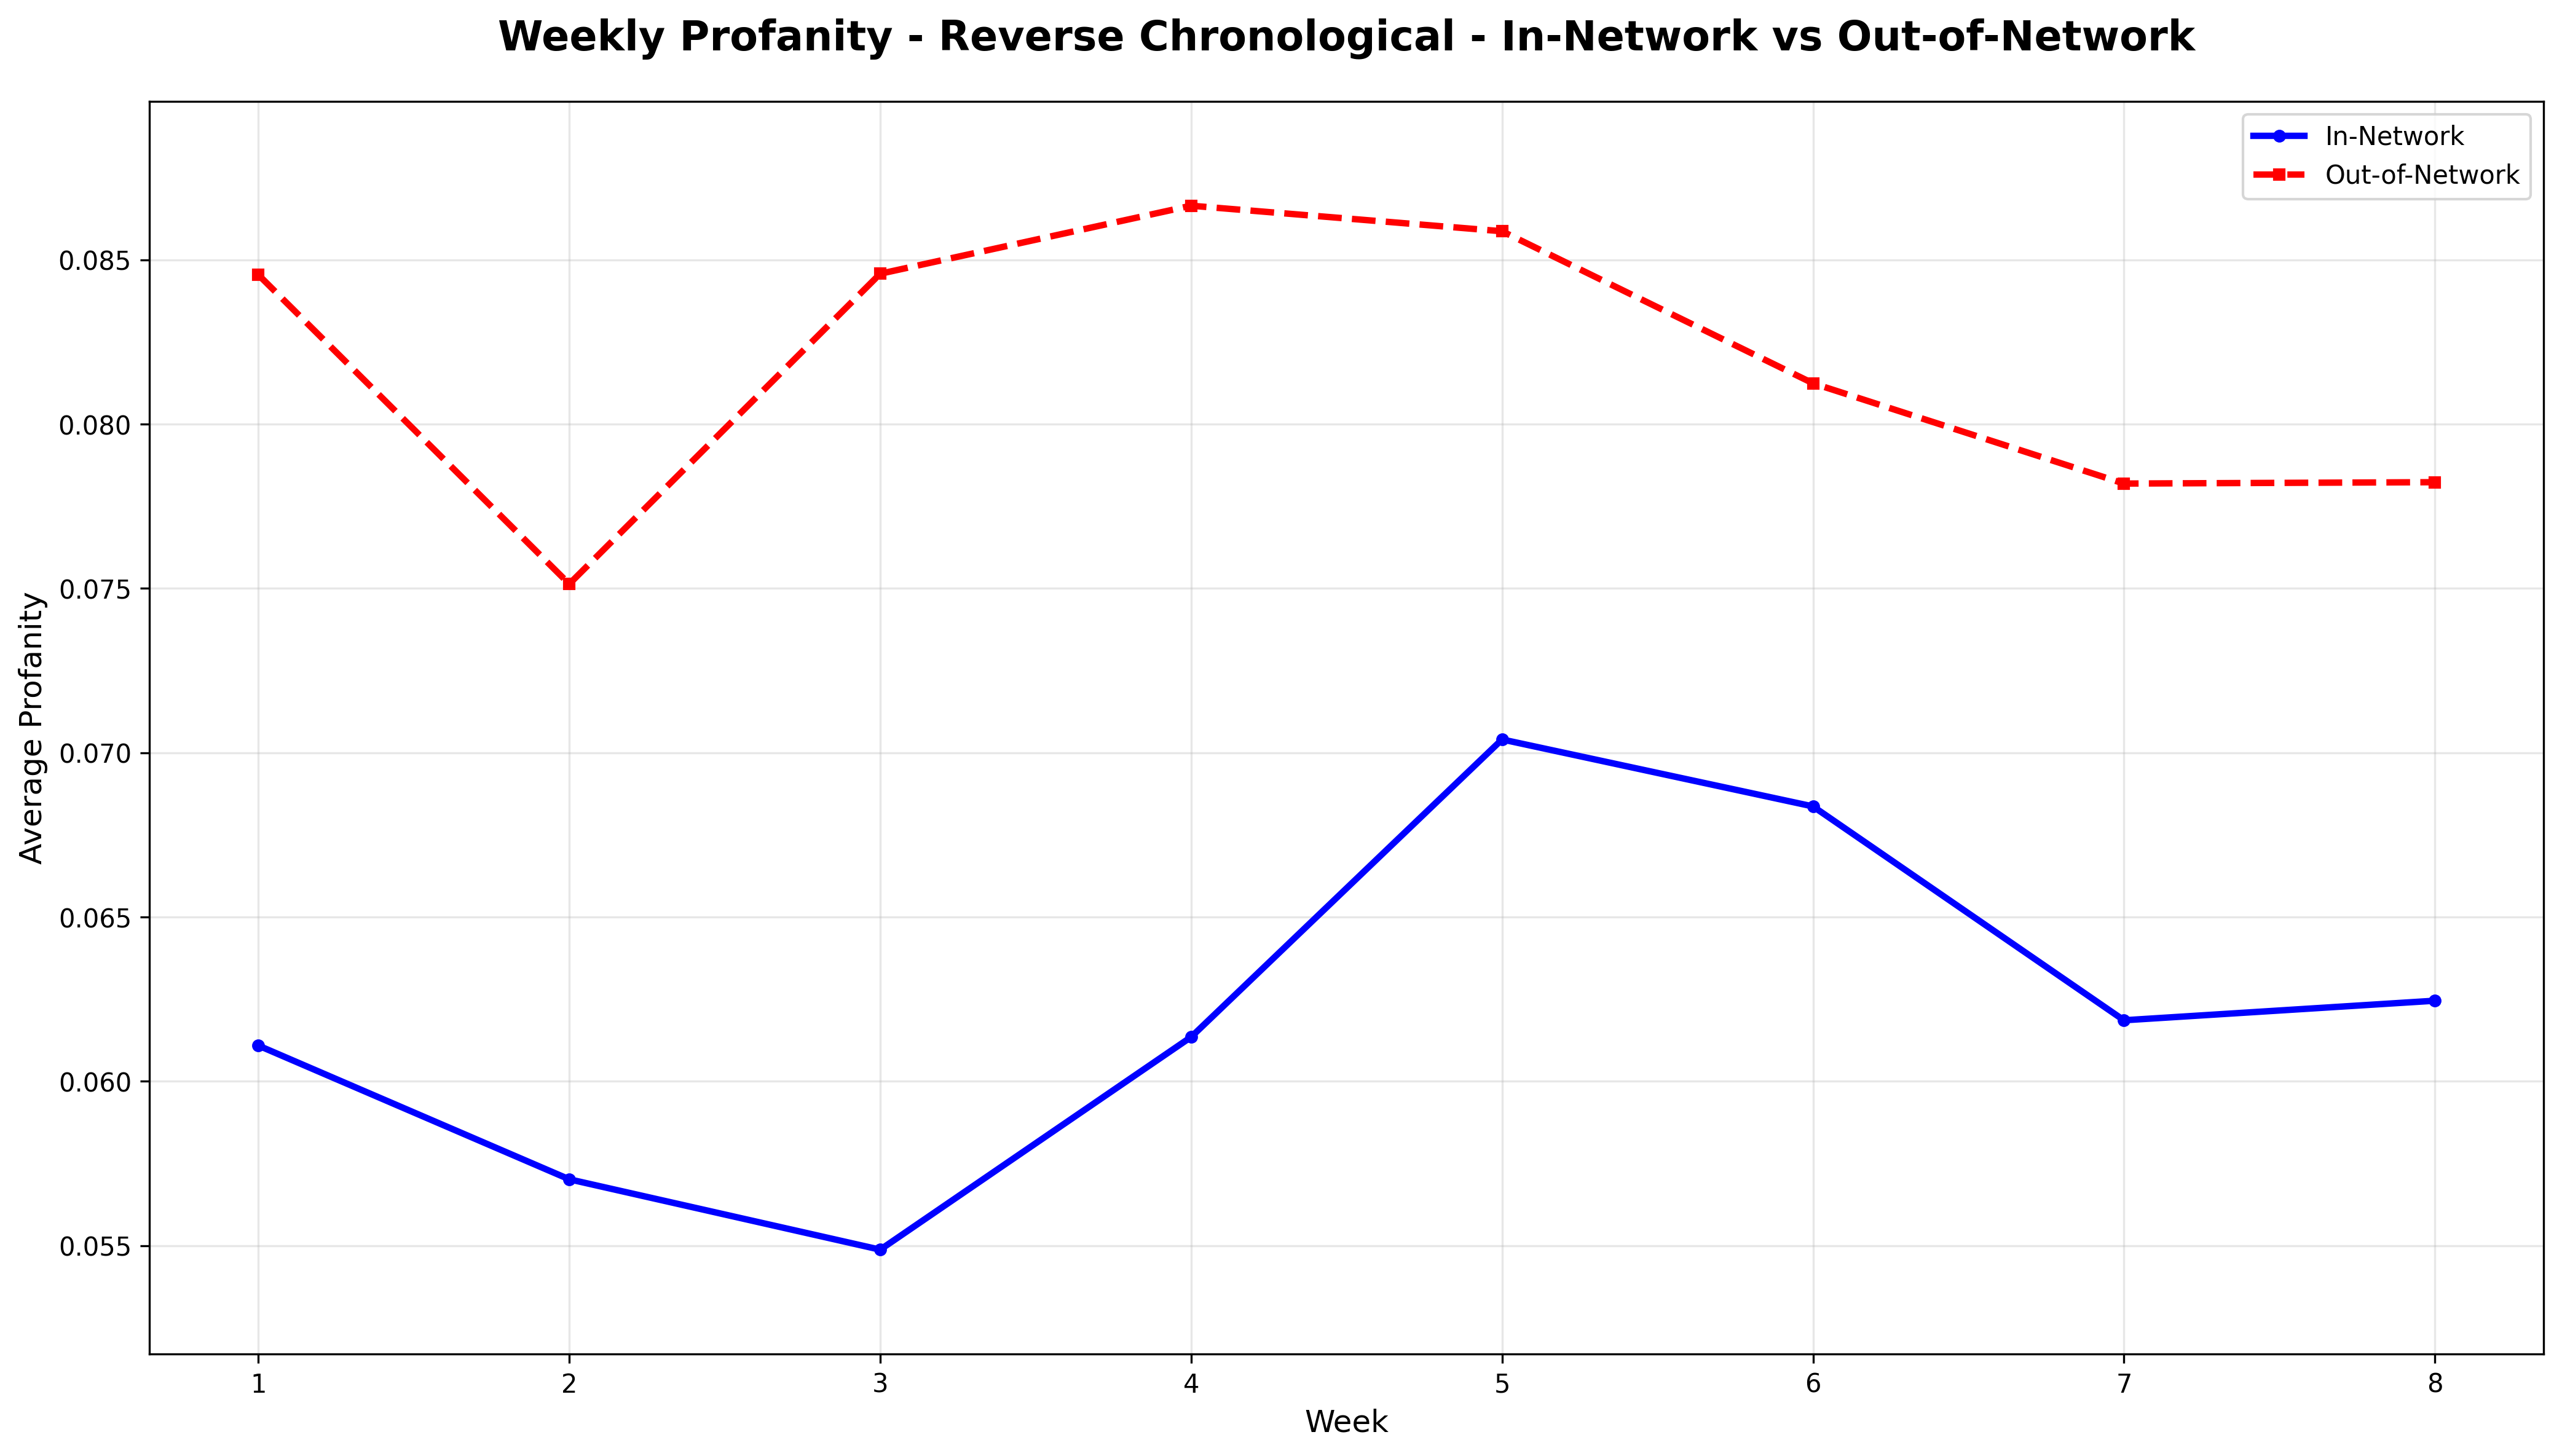 Weekly Profanity - Reverse Chronological - In-Network vs Out-of-Network
In-Network
Out-of-Network
Average Profanity
0.085
0.080
0.075
0.070
0.065
0.060
0.055
1 2 3 4 5 6 7 8
Week